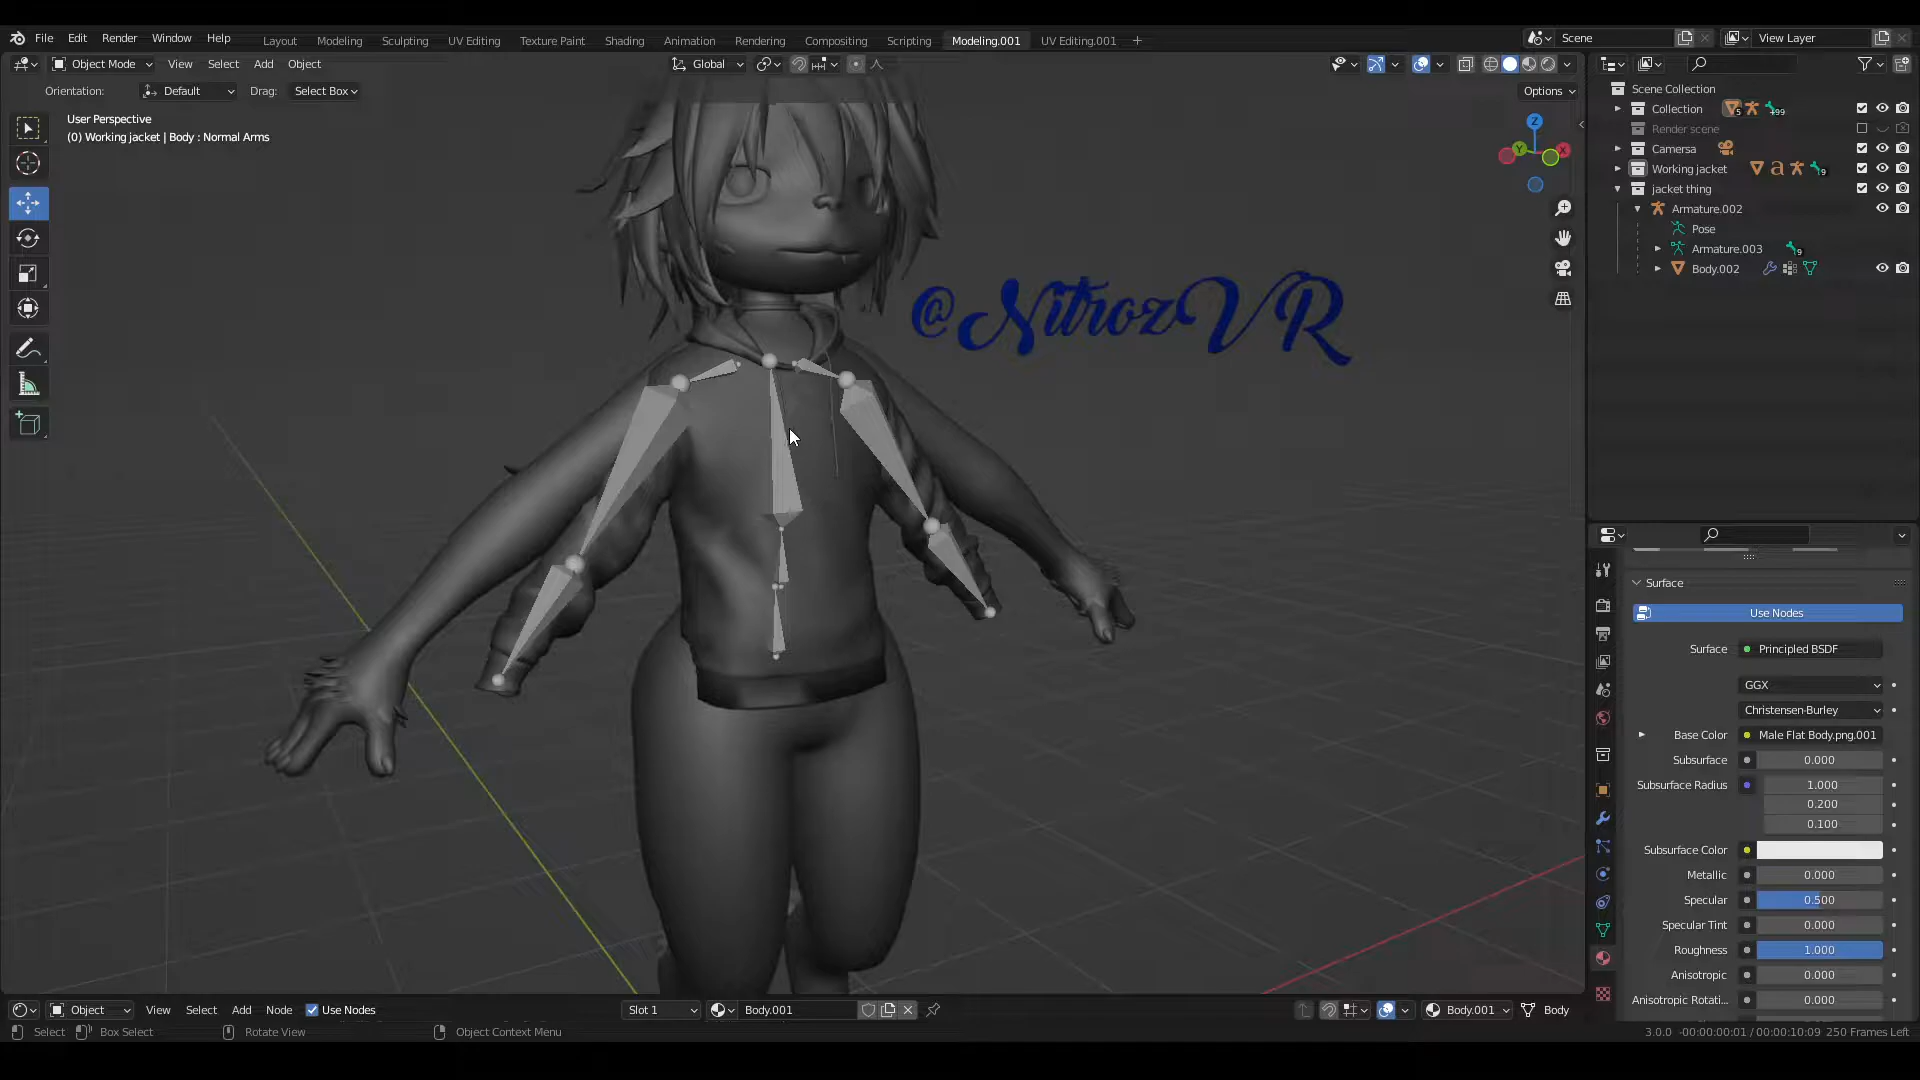 File Edit Render Window Help
Layout Modeling Sculpting UV Editing Texture Paint Shading Animation Rendering Compositing Scripting Modeling.001 UV Editing.001 +
Scene
View Layer
Object Mode View Select Add Object
Global
Orientation: Default Drag: Select Box
Options
User Perspective
(0) Working jacket | Body : Normal Arms
Z
Y
X
@NitrozVR
Scene Collection
Collection 5 +99
Render scene
Camersa
Working jacket a 9
jacket thing
Armature.002
Pose
Armature.003 9
Body.002
Surface
Use Nodes
Surface Principled BSDF
GGX
Christensen-Burley
Base Color Male Flat Body.png.001
Subsurface 0.000
Subsurface Radius 1.000
0.200
0.100
Subsurface Color
Metallic 0.000
Specular 0.500
Specular Tint 0.000
Roughness 1.000
Anisotropic 0.000
Anisotropic Rotati... 0.000
Object View Select Add Node Use Nodes
Slot 1
Body.001
Body.001
Body
Select Box Select Rotate View Object Context Menu
3.0.0 -00:00:00:01 / 00:00:10:09 250 Frames Left